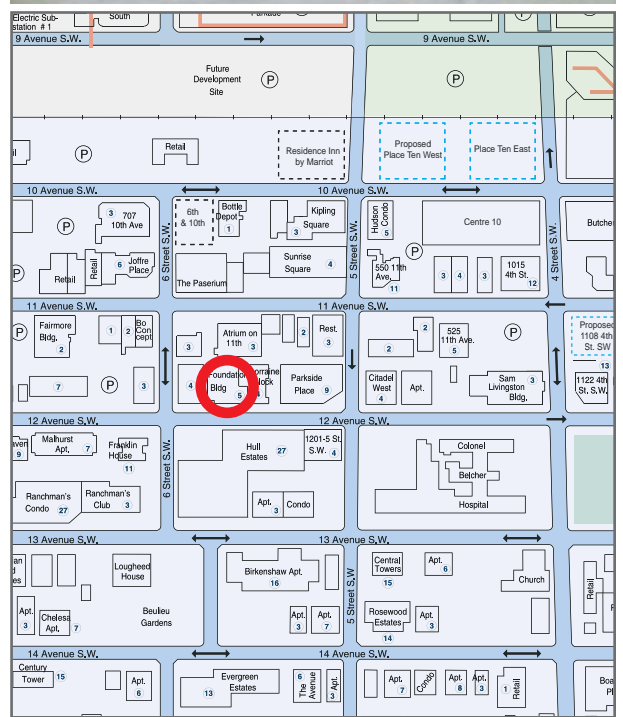 Electric Sub-
station # 1
South
Parkade
9 Avenue S.W.
9 Avenue S.W.
Future
Development
Site
P
P
Retail
P
Residence Inn
by Marriot
Proposed
Place Ten West
Place Ten East
10 Avenue S.W.
10 Avenue S.W.
3 707
10th Ave
P
6th
& 10th
Bottle
Depot
1
Kipling
Square
3
Hudson
Condo
5
Centre 10
Butcher
6 Street S.W.
5 Street S.W.
4 Street S.W.
P
P
Retail
Retail
6 Joffre
Place
The Paserium
Sunrise
Square
4
550 11th
Ave.
11
3
4
3
1015
4th St.
12
11 Avenue S.W.
11 Avenue S.W.
P
Fairmore
Bldg.
2
1
2
Bo
Con
cept
3
Atrium on
11th
3
2
Rest.
3
2
2
525
11th Ave.
5
P
Proposed
1108 4th
St. SW
13
7
P
3
4
Foundation
Bldg
5
Parkside
Place
9
Citadel
West
4
Apt.
Sam
Livingston
Bldg.
3
1122 4th
St, S.W.
12 Avenue S.W.
12 Avenue S.W.
9
Malhurst
Apt.
7
Franklin
House
11
6 Street S.W.
Hull
Estates
27
1201-5 St.
S.W. 4
Colonel
Belcher
Hospital
Ranchman's
Condo 27
Ranchman's
Club 3
Apt.
3
Condo
13 Avenue S.W.
13 Avenue S.W.
Lougheed
House
Birkenshaw Apt.
16
5 Street S.W
Central
Towers
15
Apt.
6
Church
Retail
Apt.
3
Chelesa
Apt. 7
Beulieu
Gardens
Apt.
3
Apt.
7
Rosewood
Estates
14
Apt.
3
14 Avenue S.W.
14 Avenue S.W.
Century
Tower 15
Apt.
6
13
Evergreen
Estates
6
The
Avenue
Apt.
3
Apt.
7
Condo
Apt.
8
Apt.
3
1
Retail